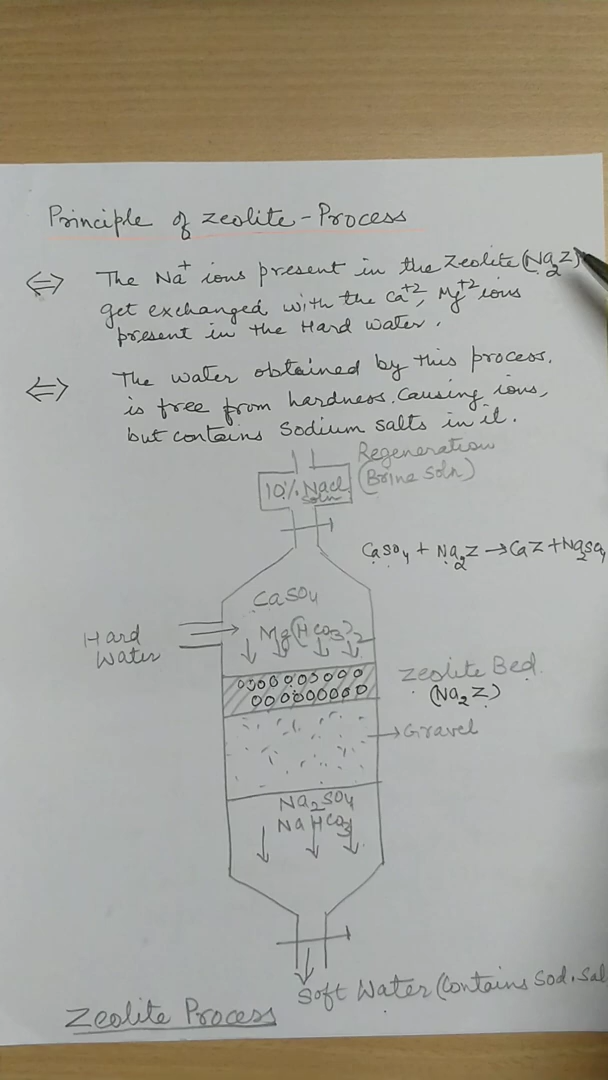 Principle of zeolite-Process
⇔ The Na⁺ ions present in the Zeolite (Na₂Z)
get exchanged with the Ca⁺², Mg⁺² ions
present in the Hard water.
⇔ The water obtained by this process.
is free from hardness. Causing ions,
but contains Sodium salts in it.
Regeneration
(Brine Soln)
10% Nacl
soln
CaSO₄ + Na₂Z → CaZ + Na₂SO₄
CaSO₄
Mg(HCO₃)₂
Hard
Water
Zeolite Bed.
(Na₂Z)
Gravel
Na₂SO₄
NaHCO₃
Soft Water (Contains Sod. Sal
Zeolite Process